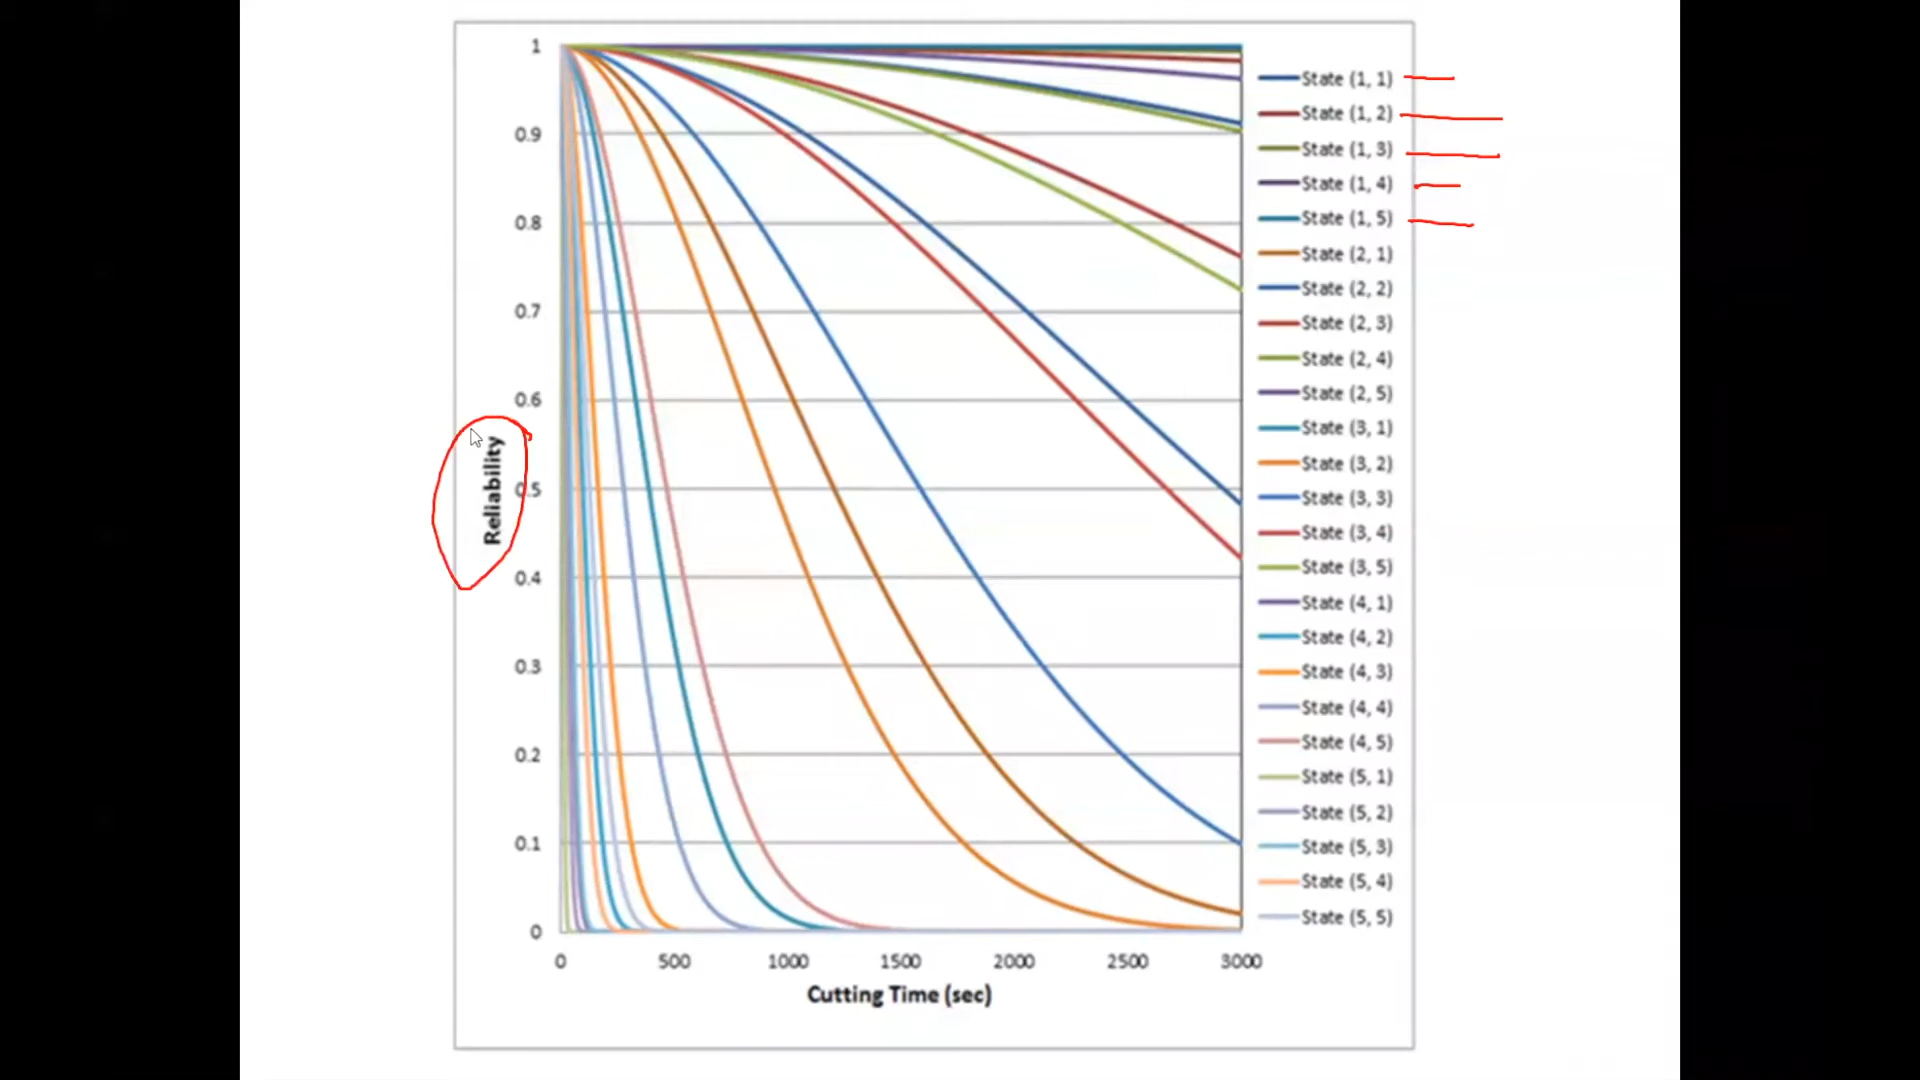 1
0.9
0.8
0.7
0.6
0.5
0.4
0.3
0.2
0.1
0
Reliability
0 500 1000 1500 2000 2500 3000
Cutting Time (sec)
State (1, 1)
State (1, 2)
State (1, 3)
State (1, 4)
State (1, 5)
State (2, 1)
State (2, 2)
State (2, 3)
State (2, 4)
State (2, 5)
State (3, 1)
State (3, 2)
State (3, 3)
State (3, 4)
State (3, 5)
State (4, 1)
State (4, 2)
State (4, 3)
State (4, 4)
State (4, 5)
State (5, 1)
State (5, 2)
State (5, 3)
State (5, 4)
State (5, 5)